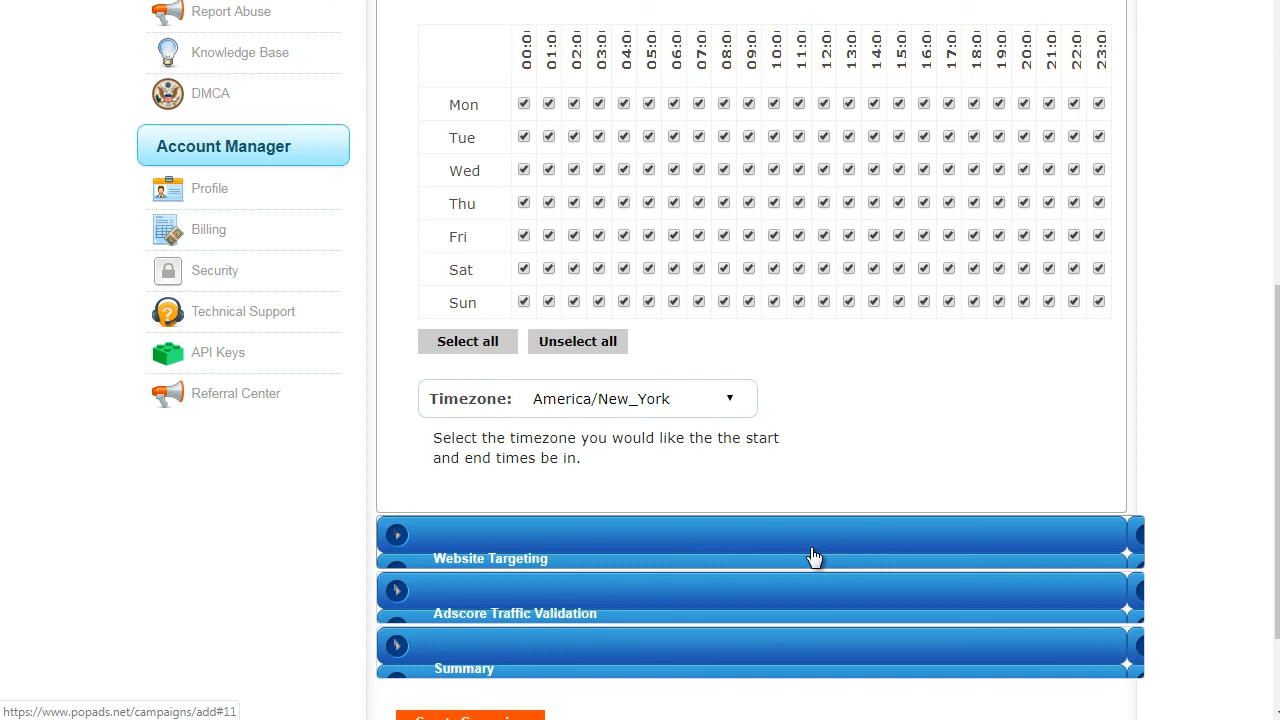 Report Abuse
Knowledge Base
DMCA
Account Manager
Profile
Billing
Security
Technical Support
API Keys
Referral Center
00:0 01:0 02:0 03:0 04:0 05:0 06:0 07:0 08:0 09:0 10:0 11:0 12:0 13:0 14:0 15:0 16:0 17:0 18:0 19:0 20:0 21:0 22:0 23:0
Mon
Tue
Wed
Thu
Fri
Sat
Sun
Select all Unselect all
Timezone: America/New_York
Select the timezone you would like the the start
and end times be in.
Website Targeting
Adscore Traffic Validation
Summary
https://www.popads.net/campaigns/add#11